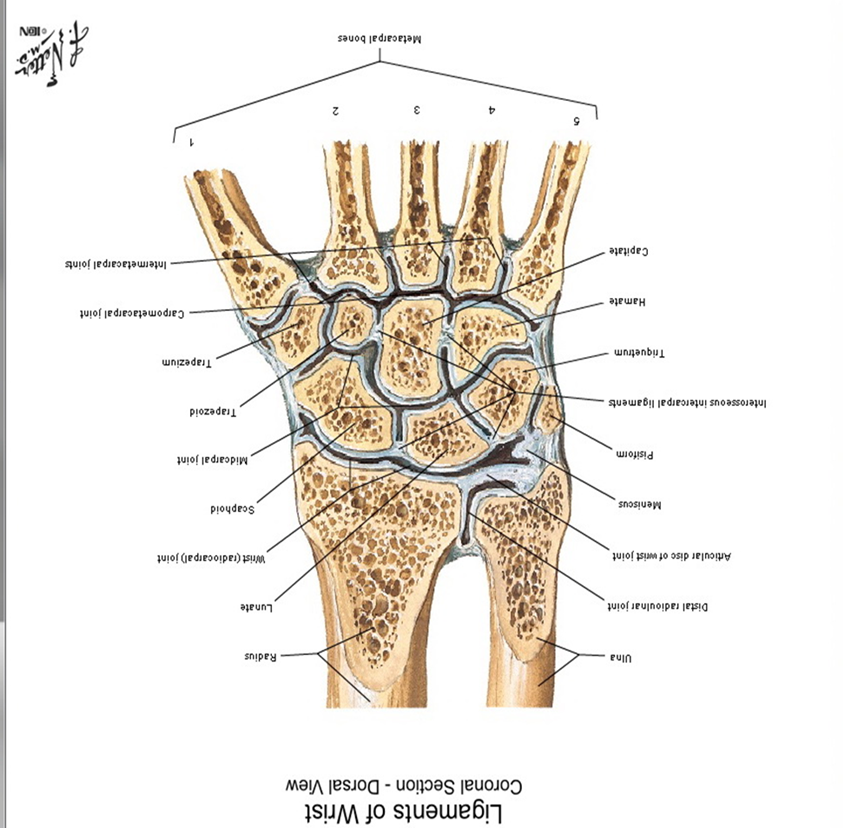 Ligaments of Wrist
Coronal Section - Dorsal View
Ulna
Distal radioulnar joint
Articular disc of wrist joint
Meniscus
Pisiform
Interosseous intercarpal ligaments
Triquetrum
Hamate
Capitate
Radius
Lunate
Wrist (radiocarpal) joint
Scaphoid
Midcarpal joint
Trapezoid
Trapezium
Carpometacarpal joint
Intermetacarpal joints
5 4 3 2 1
Metacarpal bones
F. Netter
M.D.